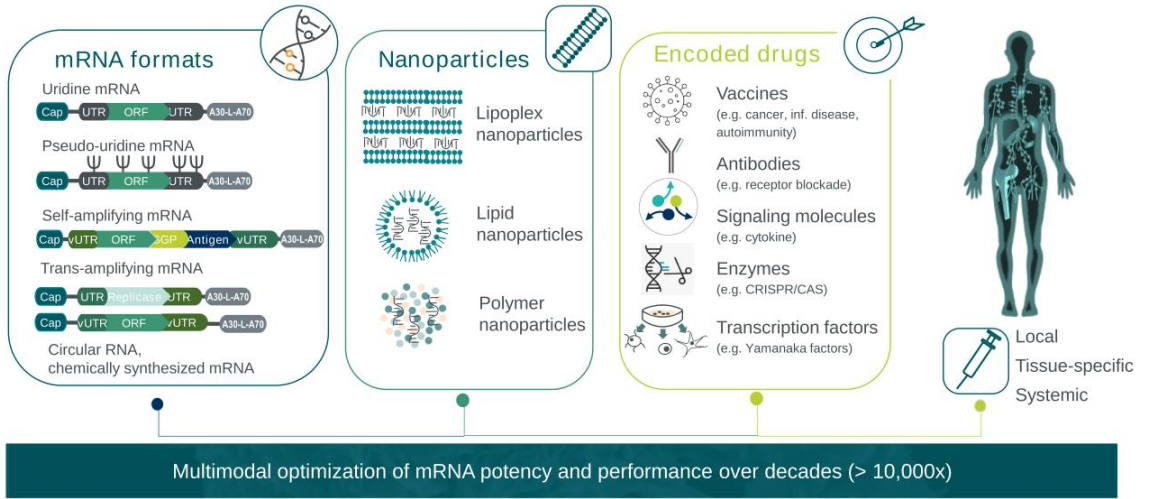 mRNA formats
Uridine mRNA
Cap UTR ORF UTR A30-L-A70
Pseudo-uridine mRNA
Cap UTR ORF UTR A30-L-A70
Self-amplifying mRNA
Cap vUTR ORF SGP Antigen vUTR A30-L-A70
Trans-amplifying mRNA
Cap UTR Replicase UTR A30-L-A70
Cap vUTR ORF vUTR A30-L-A70
Circular RNA,
chemically synthesized mRNA
Nanoparticles
Lipoplex
nanoparticles
Lipid
nanoparticles
Polymer
nanoparticles
Encoded drugs
Vaccines
(e.g. cancer, inf. disease,
autoimmunity)
Antibodies
(e.g. receptor blockade)
Signaling molecules
(e.g. cytokine)
Enzymes
(e.g. CRISPR/CAS)
Transcription factors
(e.g. Yamanaka factors)
Local
Tissue-specific
Systemic
Multimodal optimization of mRNA potency and performance over decades (> 10,000x)